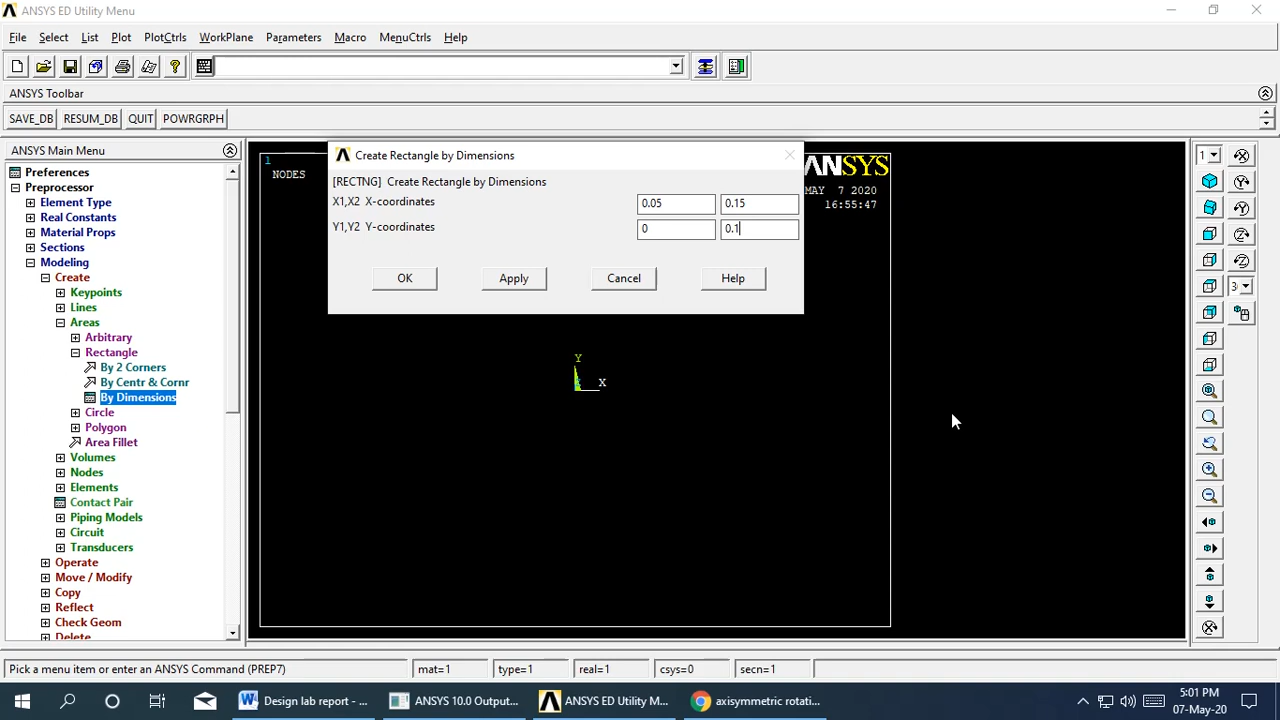 ANSYS ED Utility Menu
File Select List Plot PlotCtrls WorkPlane Parameters Macro MenuCtrls Help
ANSYS Toolbar
SAVE_DB RESUM_DB QUIT POWRGRPH
ANSYS Main Menu
Preferences
Preprocessor
Element Type
Real Constants
Material Props
Sections
Modeling
Create
Keypoints
Lines
Areas
Arbitrary
Rectangle
By 2 Corners
By Centr & Cornr
By Dimensions
Circle
Polygon
Area Fillet
Volumes
Nodes
Elements
Contact Pair
Piping Models
Circuit
Transducers
Operate
Move / Modify
Copy
Reflect
Check Geom
Delete
1
NODES
ANSYS
MAY 7 2020
16:55:47
Create Rectangle by Dimensions
[RECTNG] Create Rectangle by Dimensions
X1,X2 X-coordinates 0.05 0.15
Y1,Y2 Y-coordinates 0 0.1
OK Apply Cancel Help
Y
X
1
3
Pick a menu item or enter an ANSYS Command (PREP7) mat=1 type=1 real=1 csys=0 secn=1
Design lab report - ... ANSYS 10.0 Output... ANSYS ED Utility M... axisymmetric rotati...
5:01 PM
07-May-20